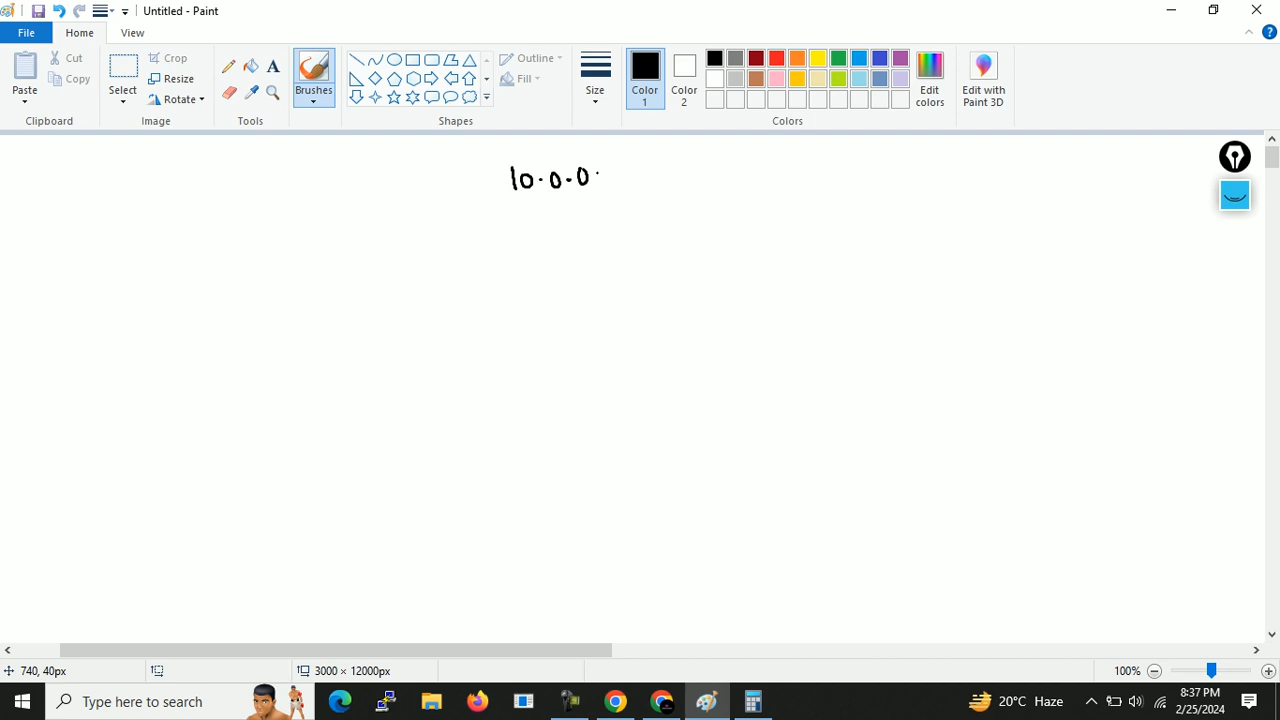 Untitled - Paint
File
Home
View
Paste
Cut
Copy
Clipboard
Select
Crop
Resize
Rotate
Image
Tools
Brushes
Shapes
Outline
Fill
Size
Color 1
Color 2
Colors
Edit colors
Edit with Paint 3D
10.0.0.
740, 40px
3000 × 12000px
100%
Type here to search
20°C Haze
8:37 PM
2/25/2024